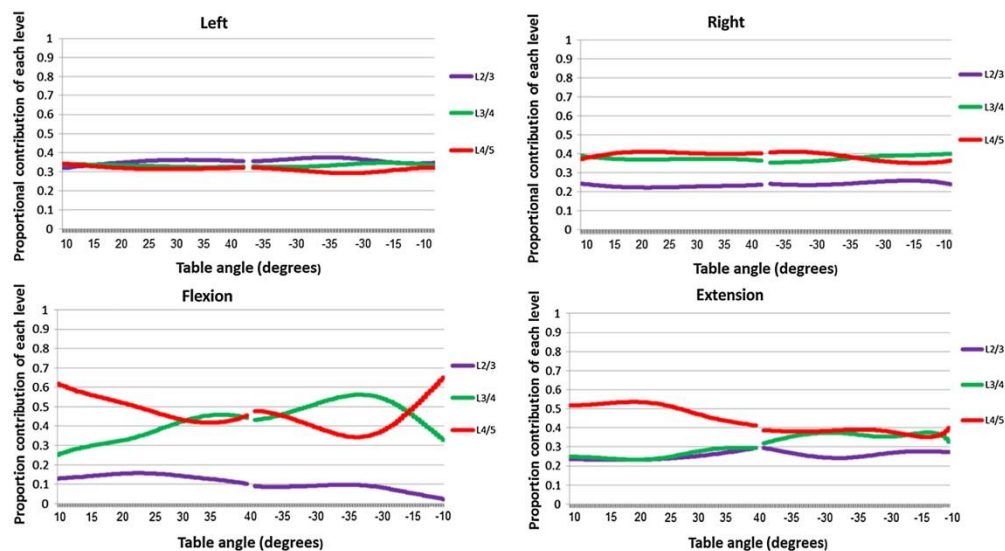 Left
Proportional contribution of each level
1
0.9
0.8
0.7
0.6
0.5
0.4
0.3
0.2
0.1
0
10 15 20 25 30 35 40 -35 -30 -35 -30 -15 -10
Table angle (degrees)
L2/3
L3/4
L4/5
Right
Proportional contribution of each level
1
0.9
0.8
0.7
0.6
0.5
0.4
0.3
0.2
0.1
0
10 15 20 25 30 35 40 -35 -30 -35 -30 -15 -10
Table angle (degrees)
L2/3
L3/4
L4/5
Flexion
Proportion contribution of each level
1
0.9
0.8
0.7
0.6
0.5
0.4
0.3
0.2
0.1
0
10 15 20 25 20 35 40 -35 -30 -35 -30 -15 -10
Table angle (degrees)
L2/3
L3/4
L4/5
Extension
Proportion contribution of each level
1
0.9
0.8
0.7
0.6
0.5
0.4
0.3
0.2
0.1
0
10 15 20 25 30 35 40 -35 -30 -35 -30 -15 -10
Table angle (degrees)
L2/3
L3/4
L4/5